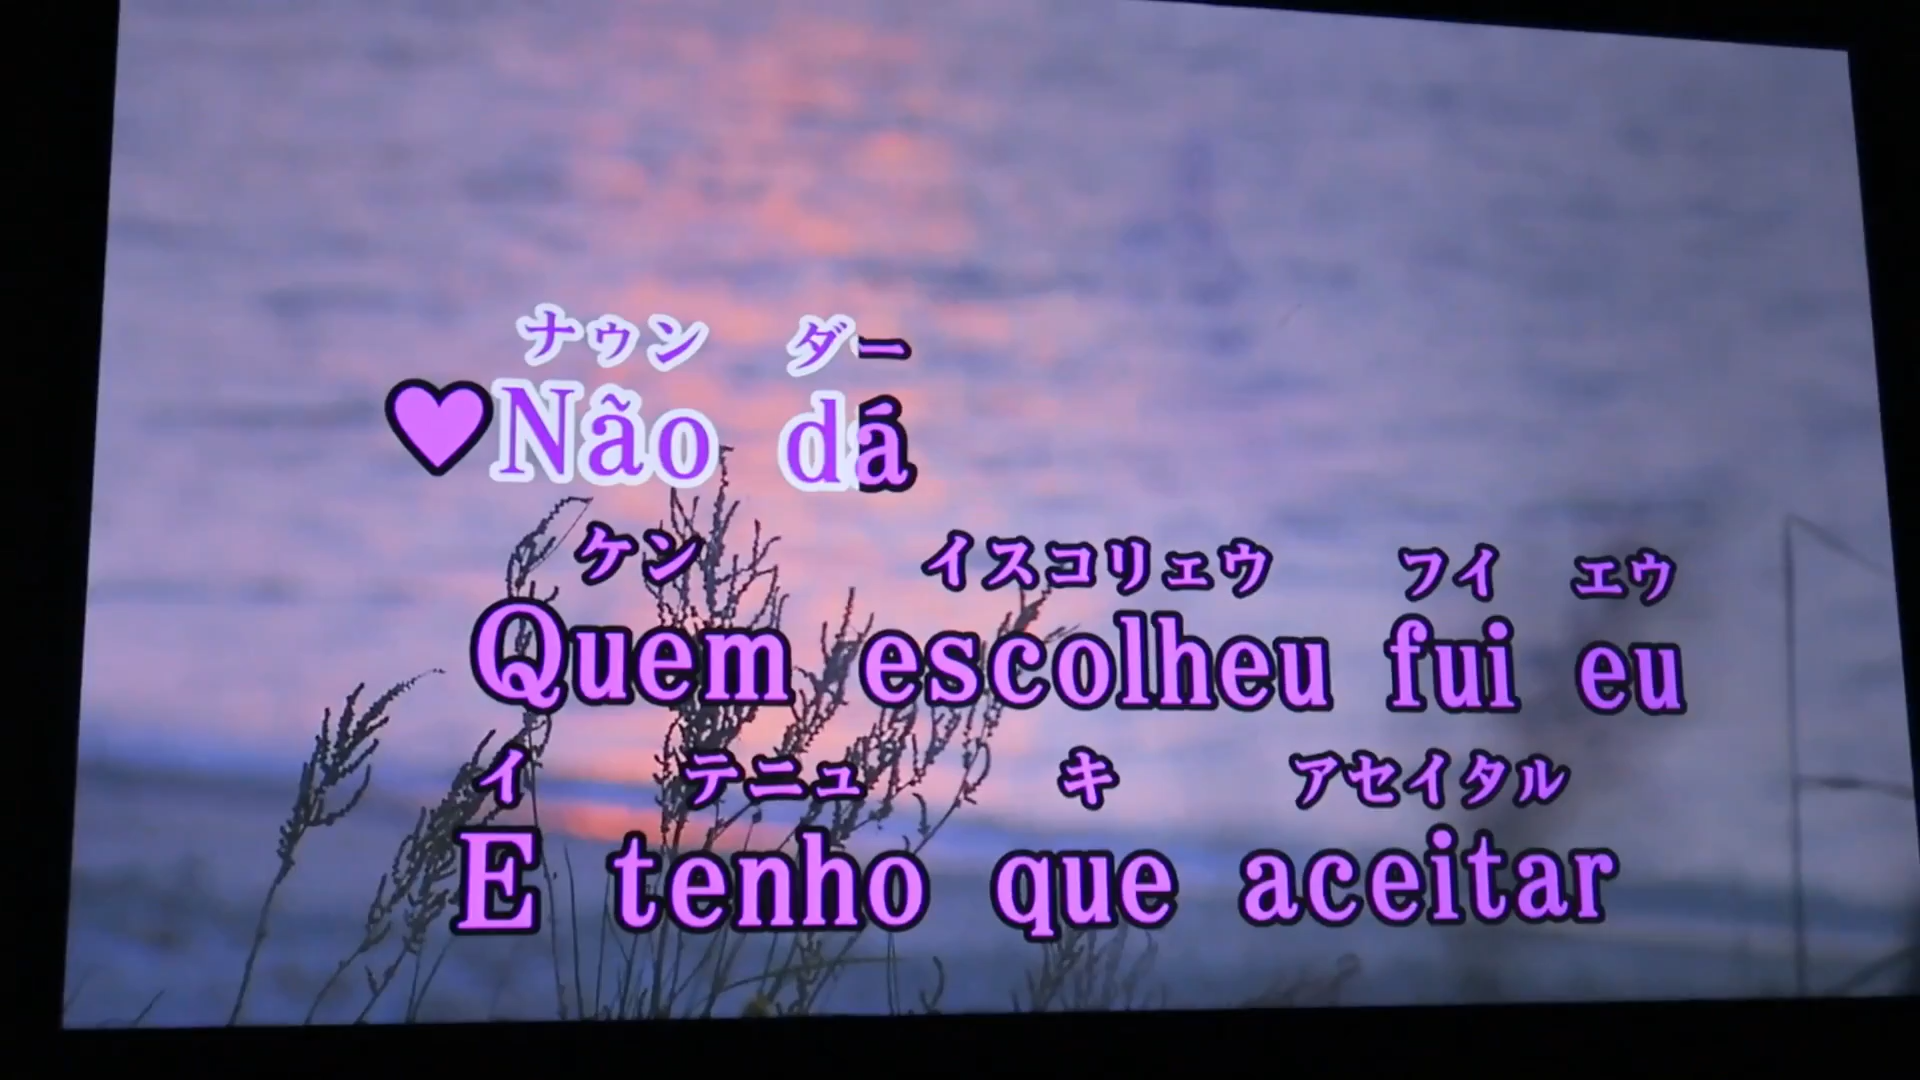 ナゥン ダー
♥Não dá
ケン イスコリェウ フイ エウ
Quem escolheu fui eu
イ テニュ キ アセイタル
E tenho que aceitar